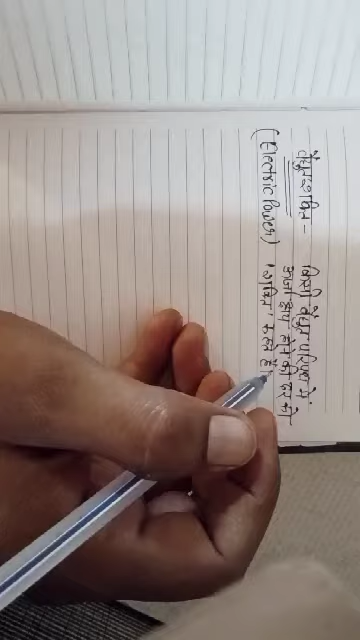 वैद्युत शक्ति - किसी वैद्युत परिपथ में
(Electric Power) ऊर्जा क्षय होने की दर को
'शक्ति' कहते हैं।